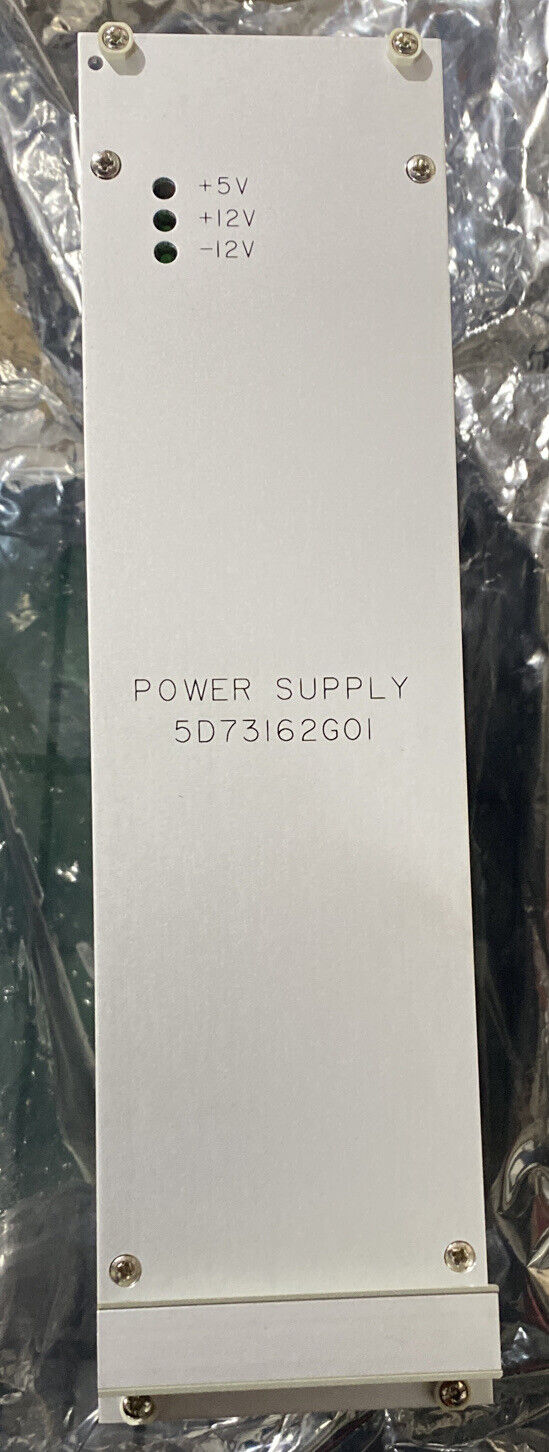 +5V
+12V
-12V
POWER SUPPLY
5D73162G01